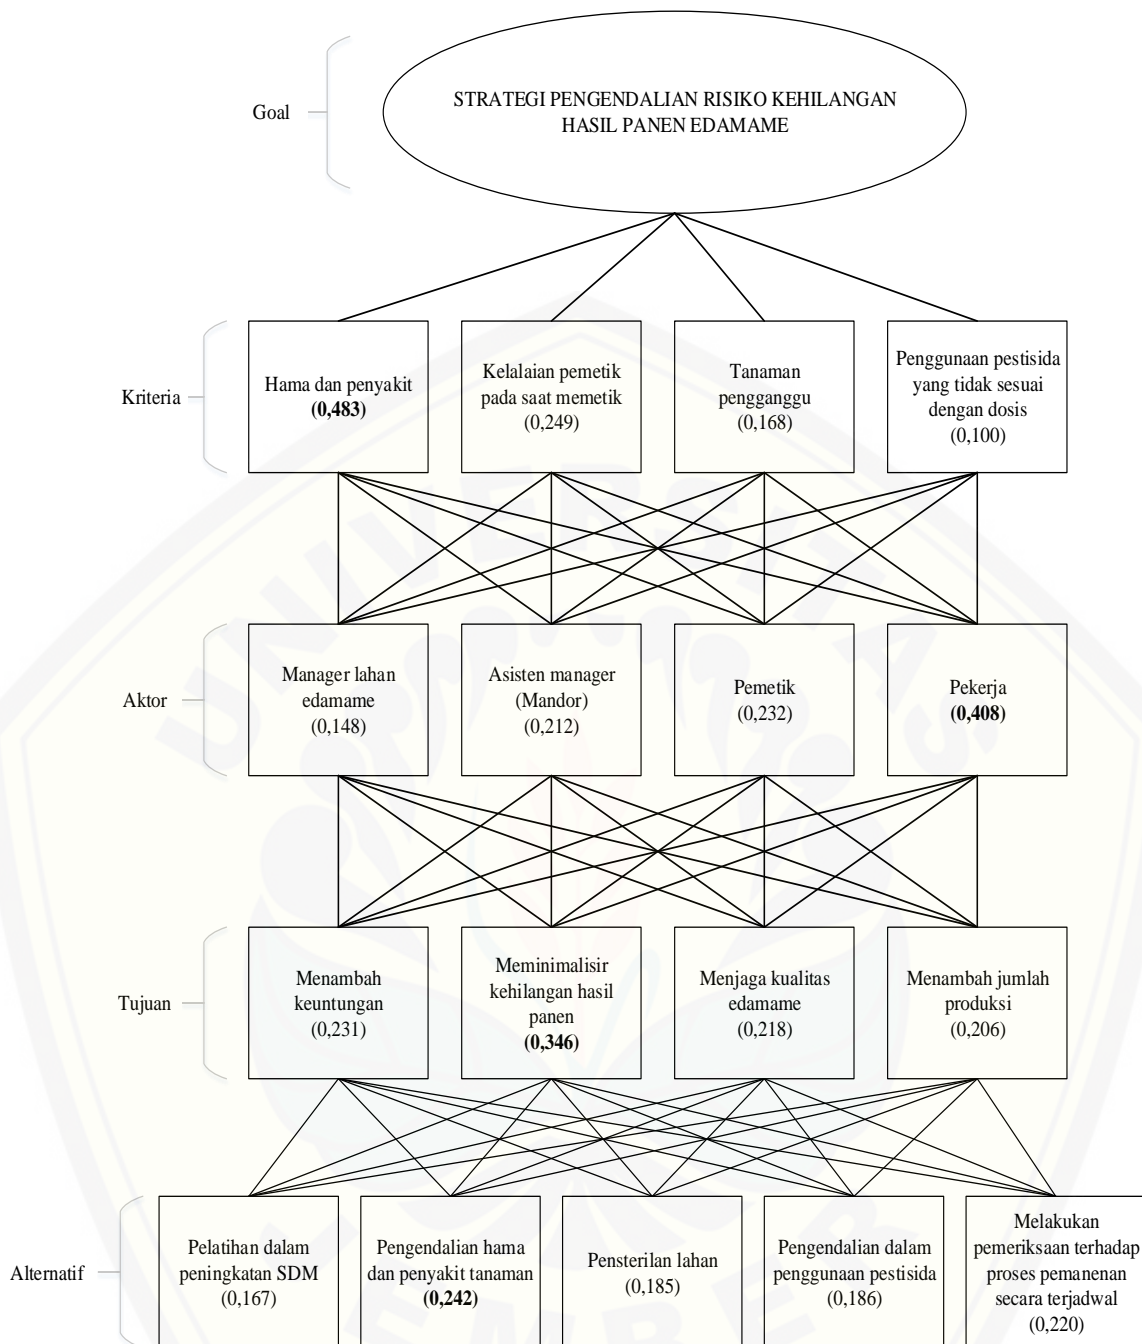 Goal
STRATEGI PENGENDALIAN RISIKO KEHILANGAN
HASIL PANEN EDAMAME
Kriteria
Hama dan penyakit
(0,483)
Kelalaian pemetik
pada saat memetik
(0,249)
Tanaman
pengganggu
(0,168)
Penggunaan pestisida
yang tidak sesuai
dengan dosis
(0,100)
Aktor
Manager lahan
edamame
(0,148)
Asisten manager
(Mandor)
(0,212)
Pemetik
(0,232)
Pekerja
(0,408)
Tujuan
Menambah
keuntungan
(0,231)
Meminimalisir
kehilangan hasil
panen
(0,346)
Menjaga kualitas
edamame
(0,218)
Menambah jumlah
produksi
(0,206)
Alternatif
Pelatihan dalam
peningkatan SDM
(0,167)
Pengendalian hama
dan penyakit tanaman
(0,242)
Pensterilan lahan
(0,185)
Pengendalian dalam
penggunaan pestisida
(0,186)
Melakukan
pemeriksaan terhadap
proses pemanenan
secara terjadwal
(0,220)
UNIVERSITAS
JEMBER